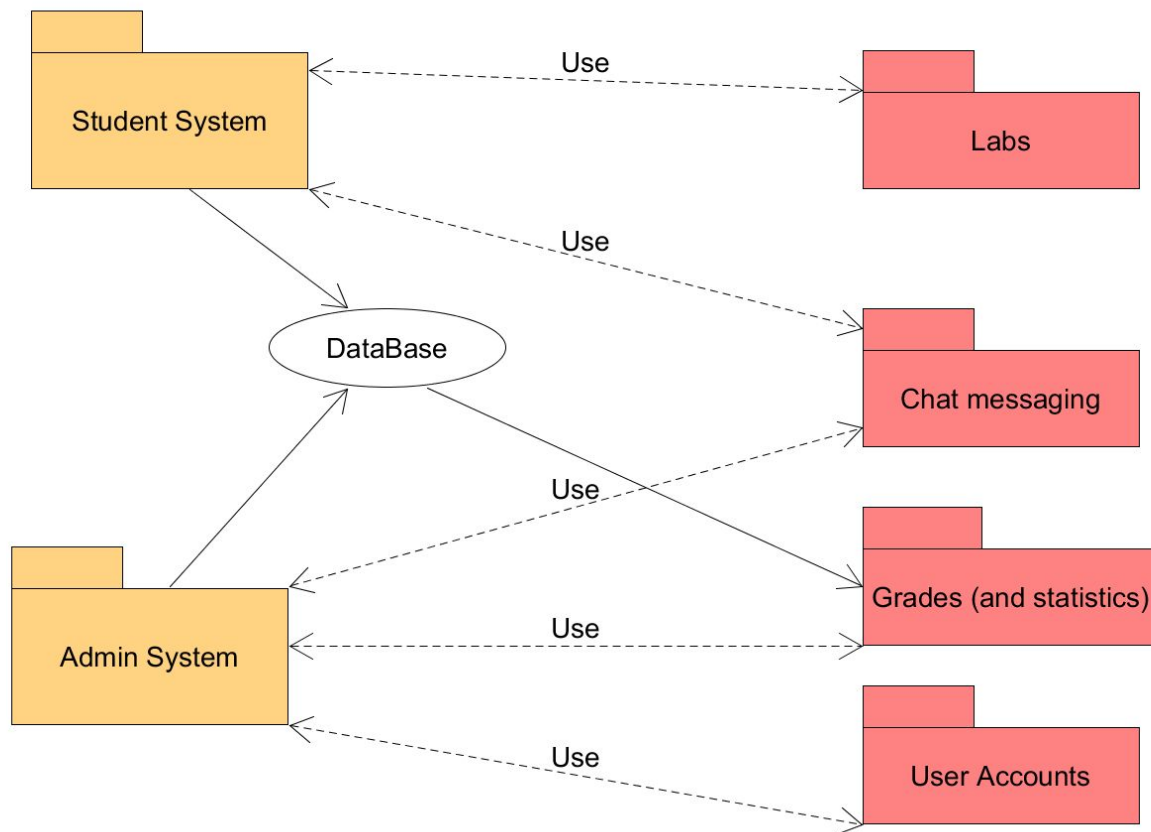 Use
Student System
Labs
Use
DataBase
Chat messaging
Use
Grades (and statistics)
Use
Admin System
Use
User Accounts